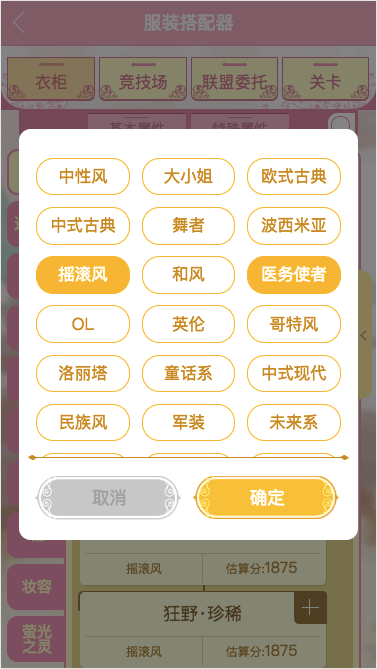 服装搭配器
衣柜 竞技场 联盟委托 关卡
基本属性 特殊属性
中性风 大小姐 欧式古典
中式古典 舞者 波西米亚
摇滚风 和风 医务使者
OL 英伦 哥特风
洛丽塔 童话系 中式现代
民族风 军装 未来系
取消 确定
摇滚风 估算分:1875
妆容
狂野·珍稀
萤光
之灵
摇滚风 估算分:1875